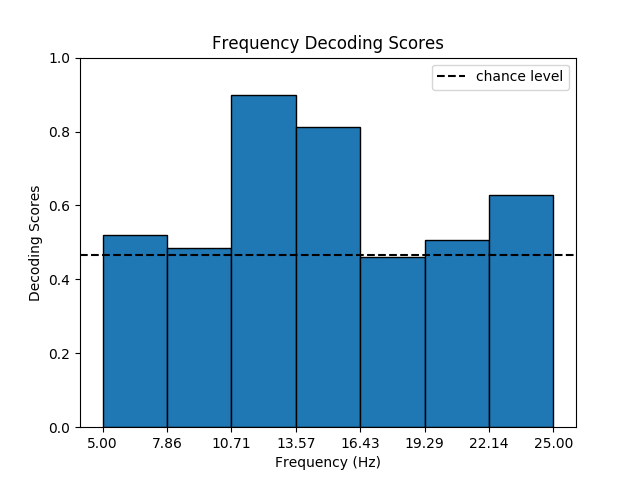 Frequency Decoding Scores
chance level
1.0
0.8
0.6
0.4
0.2
0.0
Decoding Scores
5.00 7.86 10.71 13.57 16.43 19.29 22.14 25.00
Frequency (Hz)